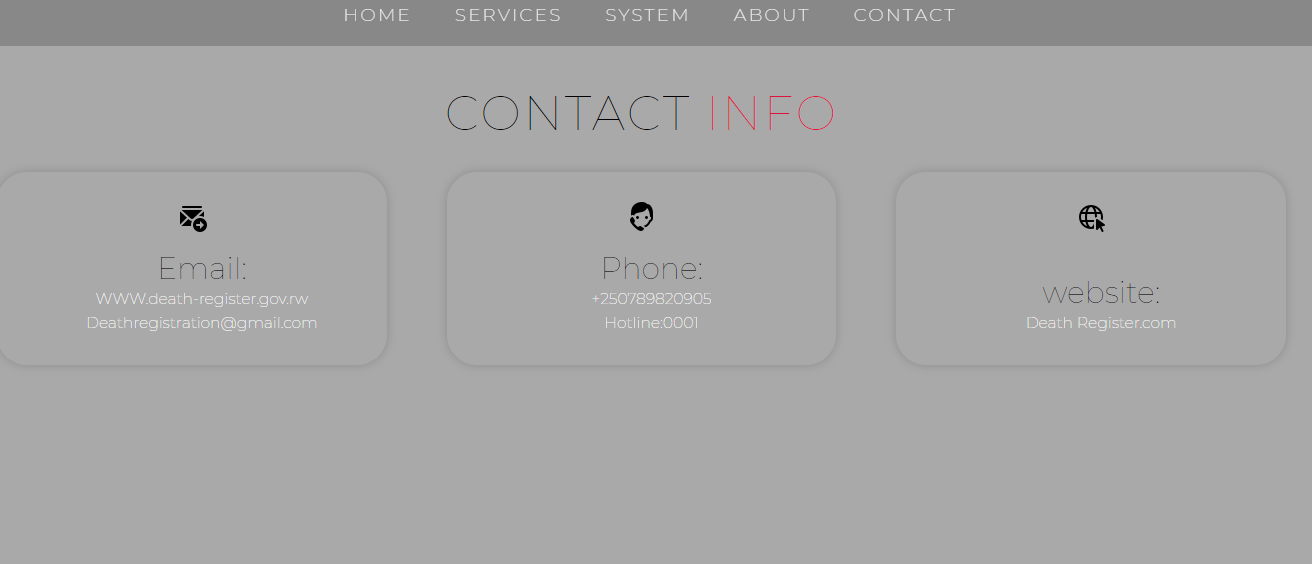 HOME SERVICES SYSTEM ABOUT CONTACT
CONTACT INFO
Email:
WWW.death-register.gov.rw
Deathregistration@gmail.com
Phone:
+250789820905
Hotline:0001
website:
Death Register.com